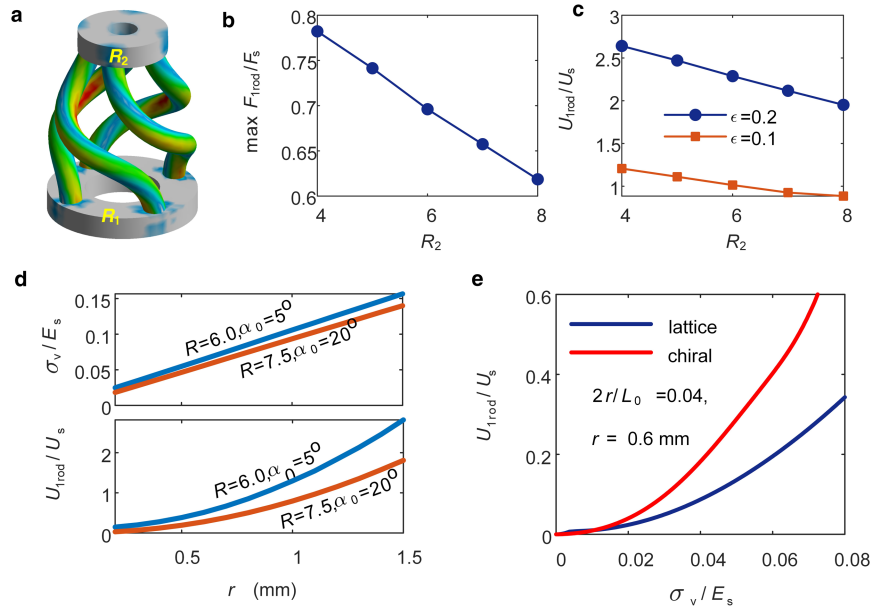 a
R₂
R₁
b
max F₁rod/Fₛ
0.8
0.75
0.7
0.65
0.6
4
6
8
R₂
c
U₁rod/Uₛ
3
2.5
2
1.5
1
ϵ=0.2
ϵ=0.1
4
6
8
R₂
d
σᵥ/Eₛ
0.15
0.1
0.05
0
R=6.0,α₀=5°
R=7.5,α₀=20°
U₁rod/Uₛ
2
1
0
R=6.0,α₀=5°
R=7.5,α₀=20°
0.5
1
1.5
r (mm)
e
U₁rod/Uₛ
0.6
0.4
0.2
0
lattice
chiral
2r/L₀ =0.04,
r = 0.6 mm
0
0.02
0.04
0.06
0.08
σᵥ/Eₛ